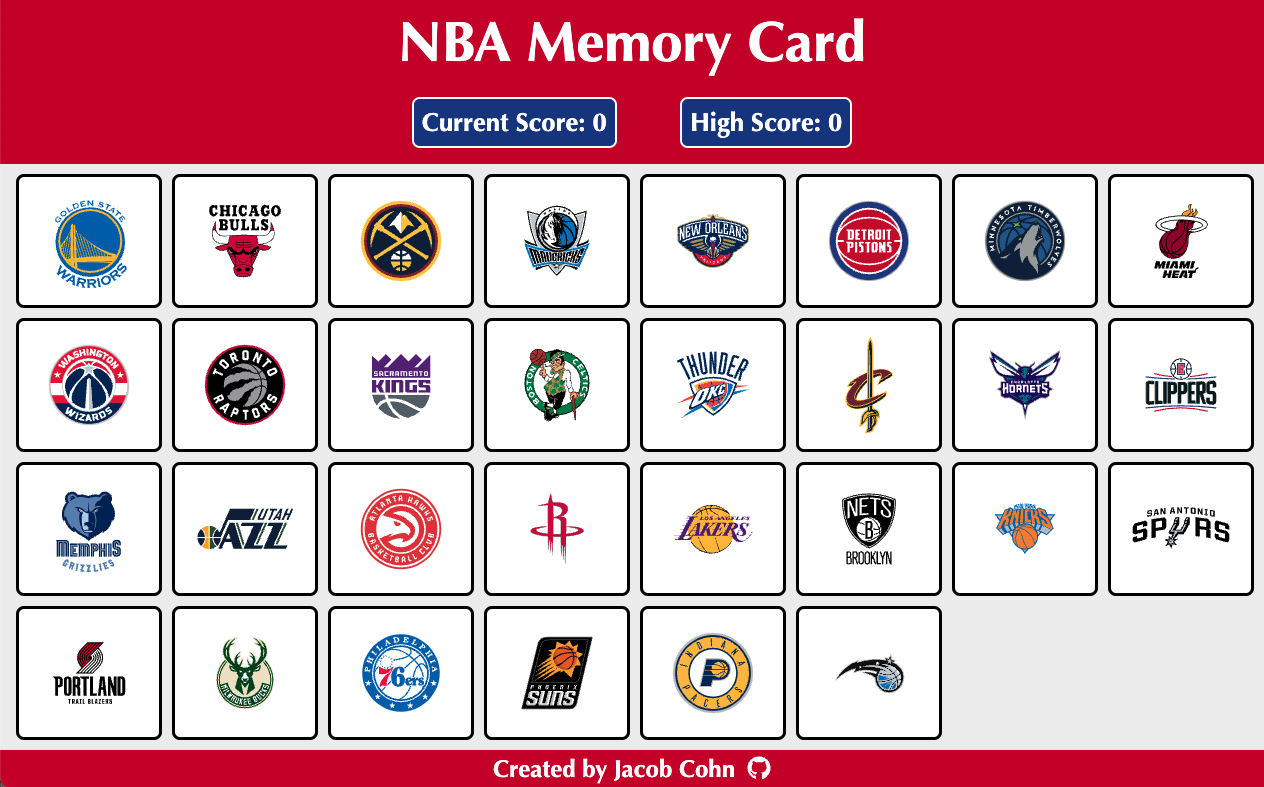 NBA Memory Card
Current Score: 0
High Score: 0
GOLDEN STATE
WARRIORS
CHICAGO
BULLS
DALLAS
MAVERICKS
NEW ORLEANS
PELICANS
DETROIT
PISTONS
MINNESOTA TIMBERWOLVES
MIAMI
HEAT
WASHINGTON
WIZARDS
TORONTO
RAPTORS
SACRAMENTO
KINGS
BOSTON
CELTICS
THUNDER
OKC
C
CHARLOTTE
HORNETS
CLIPPERS
MEMPHIS
GRIZZLIES
UTAH
JAZZ
ATLANTA HAWKS
BASKETBALL CLUB
R
LOS ANGELES
LAKERS
NETS
B
BROOKLYN
NEW YORK
KNICKS
SAN ANTONIO
SPURS
PORTLAND
TRAIL BLAZERS
MILWAUKEE BUCKS
PHILADELPHIA
76ers
PHOENIX
SUNS
INDIANA
P
PACERS
Created by Jacob Cohn